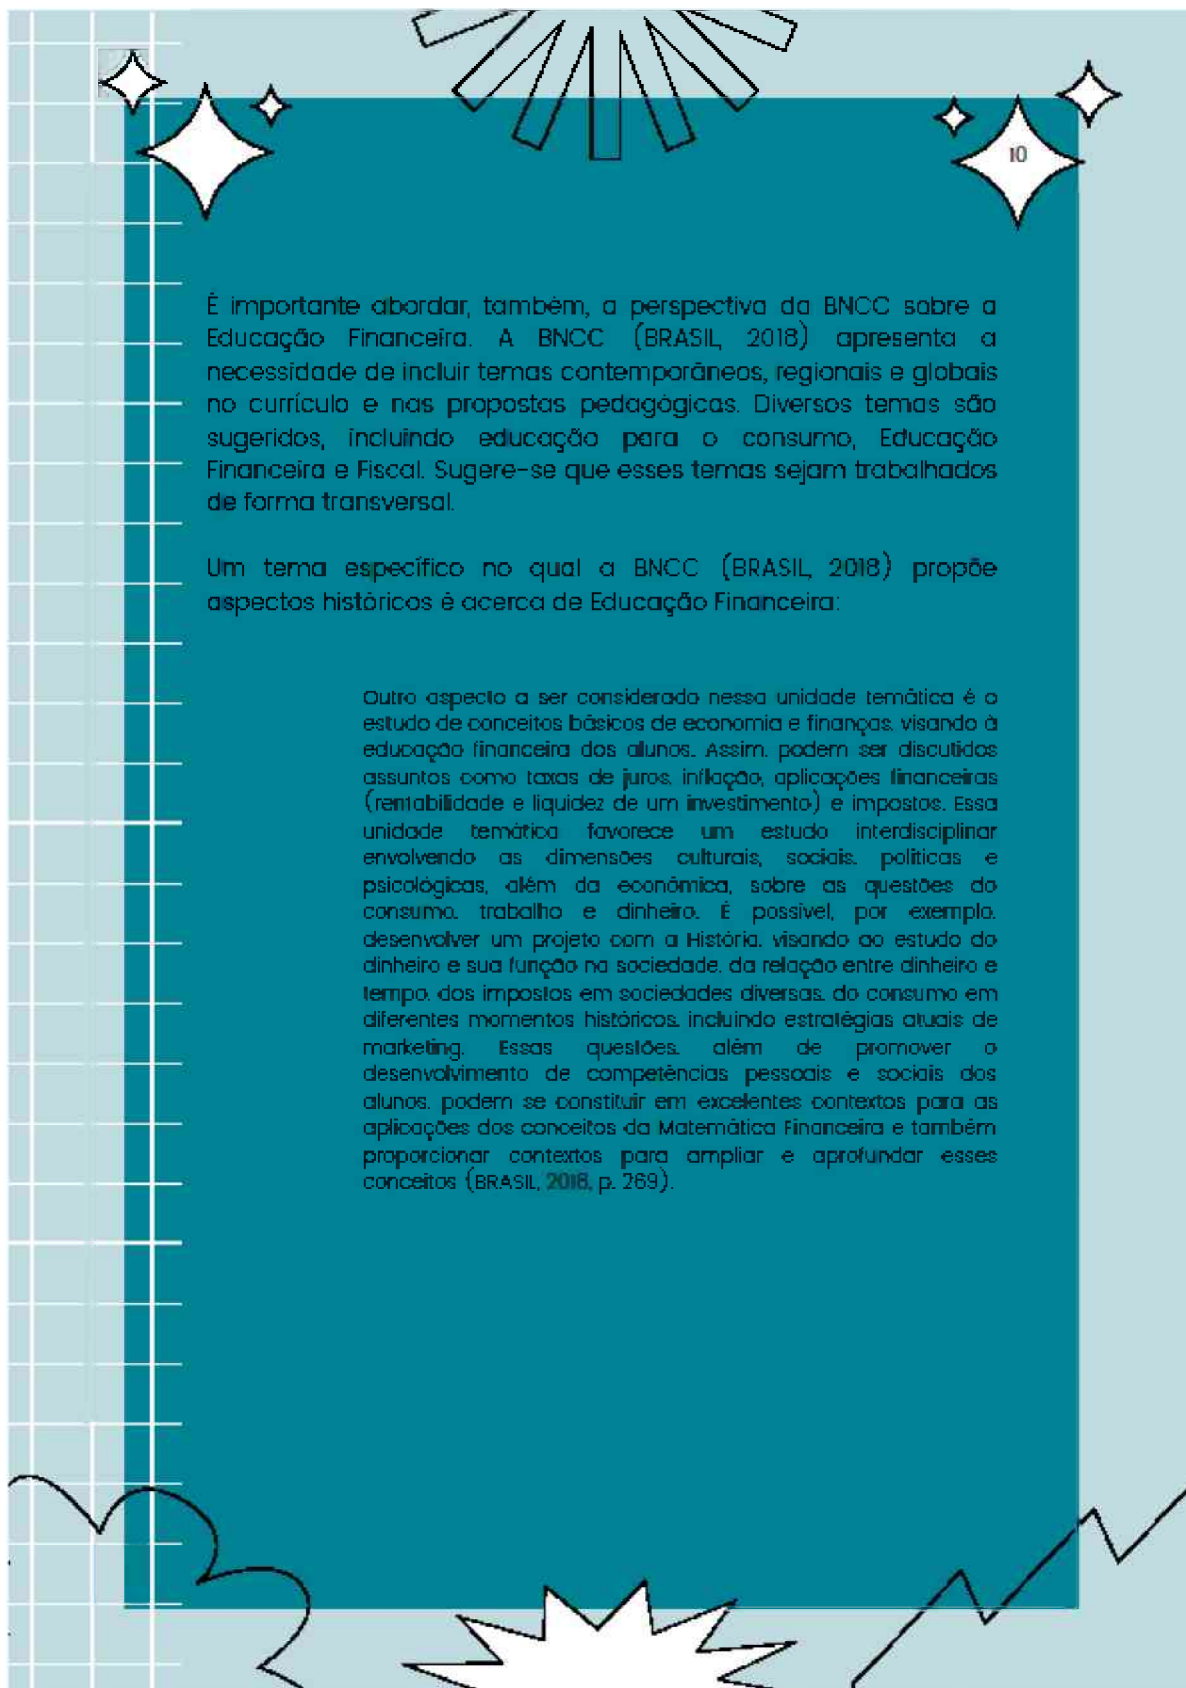 10
É importante abordar, também, a perspectiva da BNCC sobre a
Educação Financeira. A BNCC (BRASIL, 2018) apresenta a
necessidade de incluir temas contemporâneos, regionais e globais
no currículo e nas propostas pedagógicas. Diversos temas são
sugeridos, incluindo educação para o consumo, Educação
Financeira e Fiscal. Sugere-se que esses temas sejam trabalhados
de forma transversal.
Um tema específico no qual a BNCC (BRASIL, 2018) propõe
aspectos históricos é acerca de Educação Financeira:
Outro aspecto a ser considerado nessa unidade temática é o
estudo de conceitos básicos de economia e finanças, visando à
educação financeira dos alunos. Assim, podem ser discutidos
assuntos como taxas de juros, inflação, aplicações financeiras
(rentabilidade e liquidez de um investimento) e impostos. Essa
unidade temática favorece um estudo interdisciplinar
envolvendo as dimensões culturais, sociais, políticas e
psicológicas, além da econômica, sobre as questões do
consumo, trabalho e dinheiro. É possível, por exemplo,
desenvolver um projeto com a História, visando ao estudo do
dinheiro e sua função na sociedade, da relação entre dinheiro e
tempo, dos impostos em sociedades diversas, do consumo em
diferentes momentos históricos, incluindo estratégias atuais de
marketing. Essas questões, além de promover o
desenvolvimento de competências pessoais e sociais dos
alunos, podem se constituir em excelentes contextos para as
aplicações dos conceitos da Matemática Financeira e também
proporcionar contextos para ampliar e aprofundar esses
conceitos (BRASIL, 2018, p. 269).